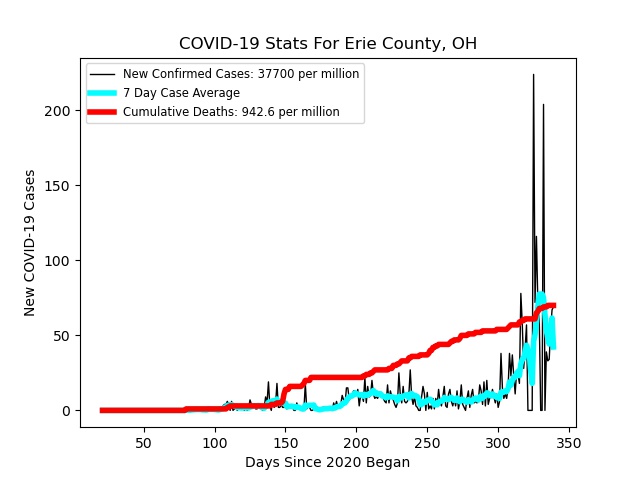 COVID-19 Stats For Erie County, OH
New Confirmed Cases: 37700 per million
7 Day Case Average
Cumulative Deaths: 942.6 per million
New COVID-19 Cases
200
150
100
50
0
50 100 150 200 250 300 350
Days Since 2020 Began